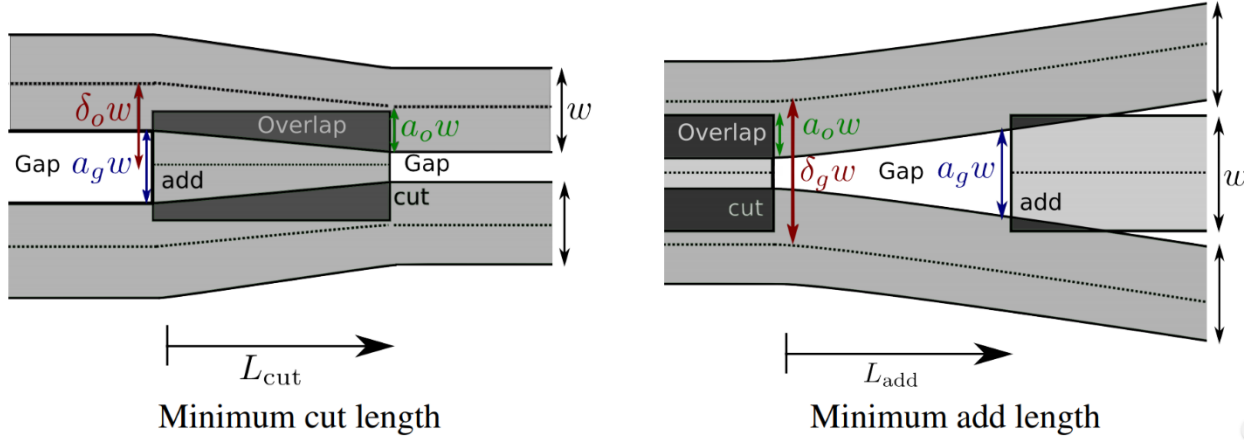 δ_o w
Overlap
a_o w
w
Gap
a_g w
add
Gap
cut
L_cut
Minimum cut length
Overlap
a_o w
δ_g w
Gap
a_g w
add
cut
w
L_add
Minimum add length